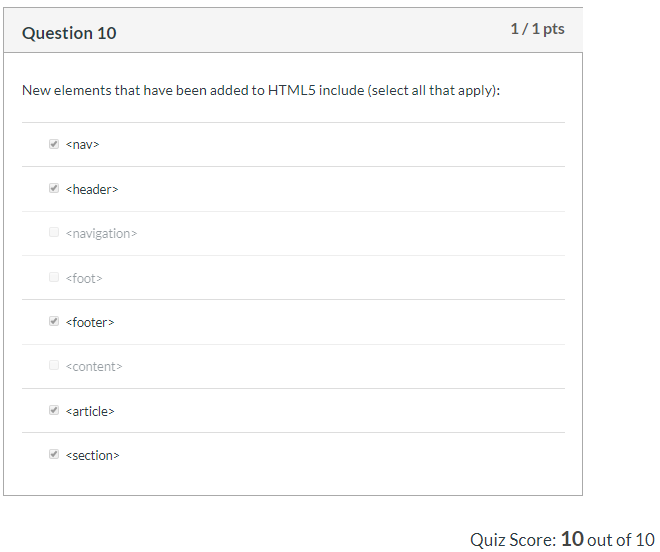 Question 10
1 / 1 pts
New elements that have been added to HTML5 include (select all that apply):
<nav>
<header>
<navigation>
<foot>
<footer>
<content>
<article>
<section>
Quiz Score: 10 out of 10